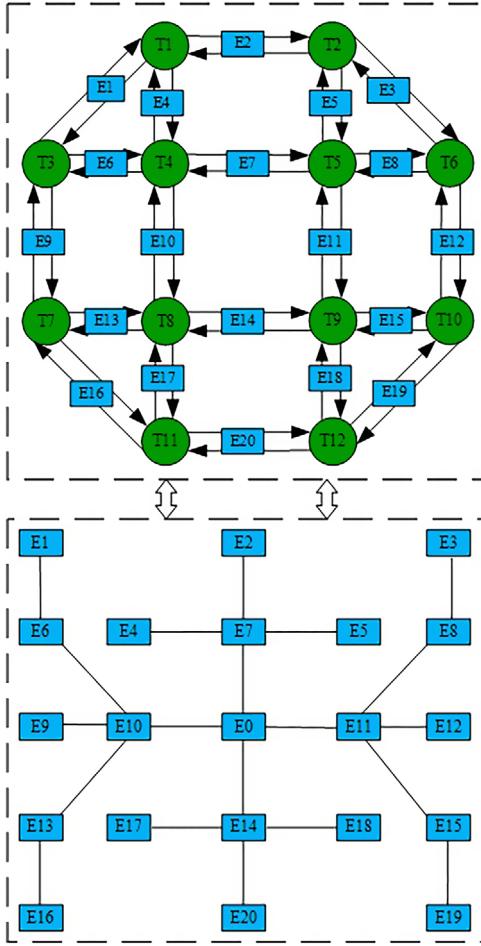 T1 E2 T2
E1 E4 E5 E3
T3 E6 T4 E7 T5 E8 T6
E9 E10 E11 E12
T7 E13 T8 E14 T9 E15 T10
E16 E17 E18 E19
T11 E20 T12
E1 E2 E3
E6 E4 E7 E5 E8
E9 E10 E0 E11 E12
E13 E17 E14 E18 E15
E16 E20 E19